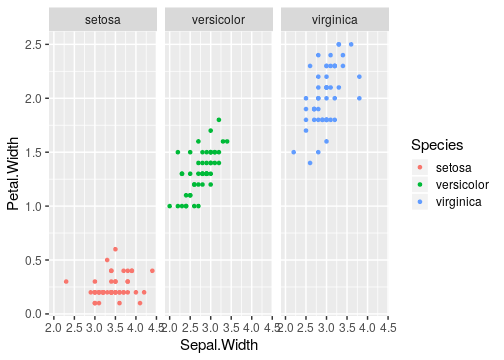 setosa versicolor virginica
2.5
2.0
1.5
1.0
0.5
0.0
Petal.Width
2.0 2.5 3.0 3.5 4.0 4.5 2.0 2.5 3.0 3.5 4.0 4.5 2.0 2.5 3.0 3.5 4.0 4.5
Sepal.Width
Species
setosa
versicolor
virginica